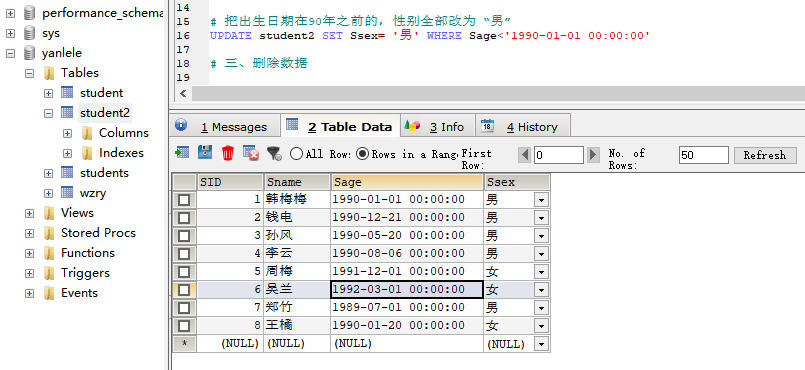 performance_schema
sys
yanlele
Tables
student
student2
Columns
Indexes
students
wzry
Views
Stored Procs
Functions
Triggers
Events
14
15 # 把出生日期在90年之前的，性别全部改为 “男”
16 UPDATE student2 SET Ssex= '男' WHERE Sage<'1990-01-01 00:00:00'
17
18 # 三、删除数据
19
1 Messages 2 Table Data 3 Info 4 History
All Row: Rows in a Rang First Row: 0 No. of Rows: 50 Refresh
SID Sname Sage Ssex
1 韩梅梅 1990-01-01 00:00:00 男
2 钱电 1990-12-21 00:00:00 男
3 孙风 1990-05-20 00:00:00 男
4 李云 1990-08-06 00:00:00 男
5 周梅 1991-12-01 00:00:00 女
6 吴兰 1992-03-01 00:00:00 女
7 郑竹 1989-07-01 00:00:00 男
8 王橘 1990-01-20 00:00:00 女
* (NULL) (NULL) (NULL) (NULL)